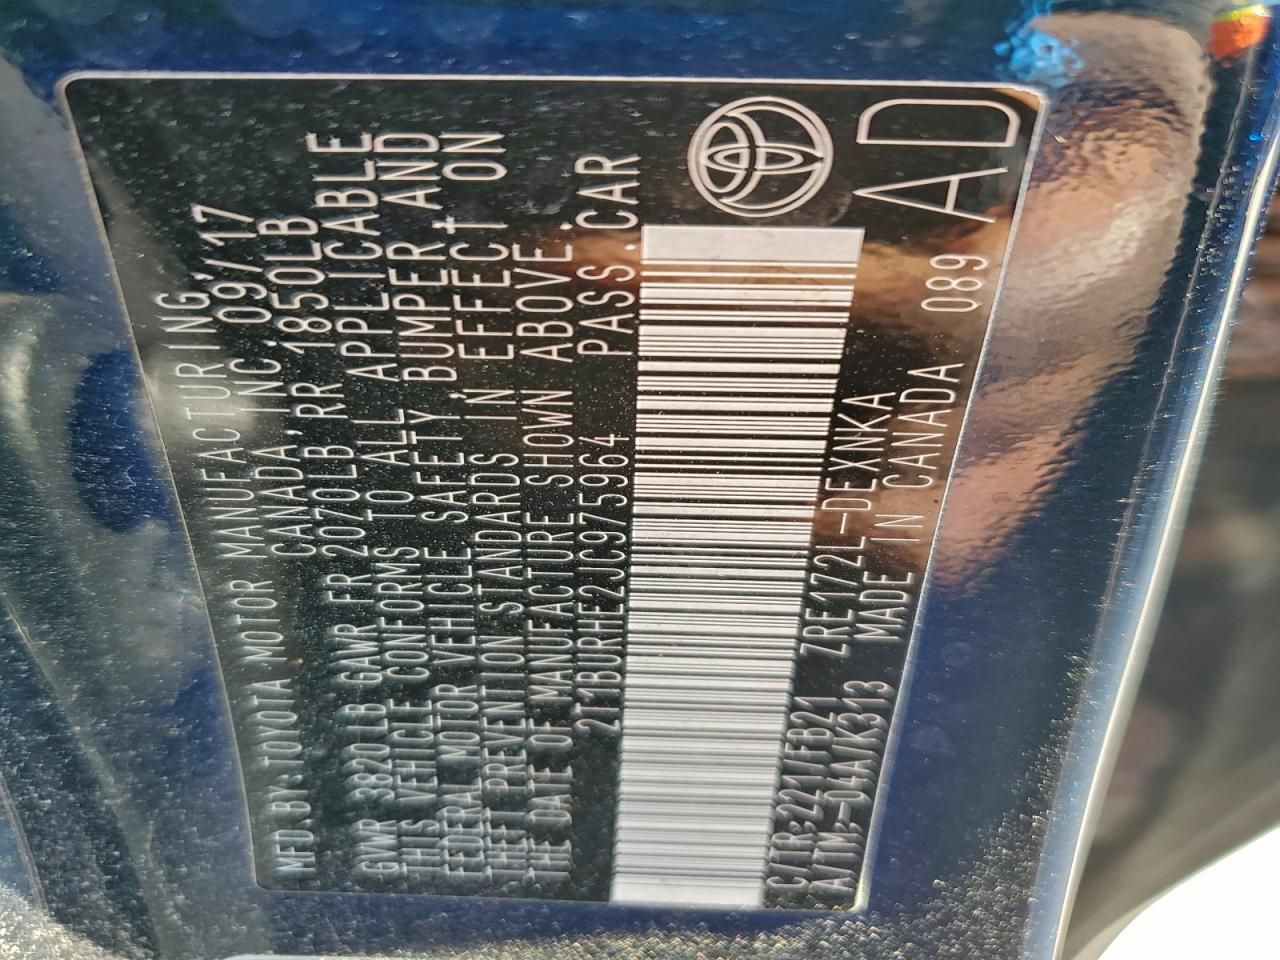 MFD.BY:TOYOTA MOTOR MANUFACTURING
CANADA, INC. 09/17
GVWR 3820LB GAWR FR 2070LB RR 1850LB
THIS VEHICLE CONFORMS TO ALL APPLICABLE
FEDERAL MOTOR VEHICLE SAFETY, BUMPER AND
THEFT PREVENTION STANDARDS IN EFFECT ON
THE DATE OF MANUFACTURE SHOWN ABOVE.
2T1BURHE2JC975964 PASS.CAR
C/TR:221/FB21 ZRE172L-DEXNKA
A/TM:-04A/K313 MADE IN CANADA 089
AD